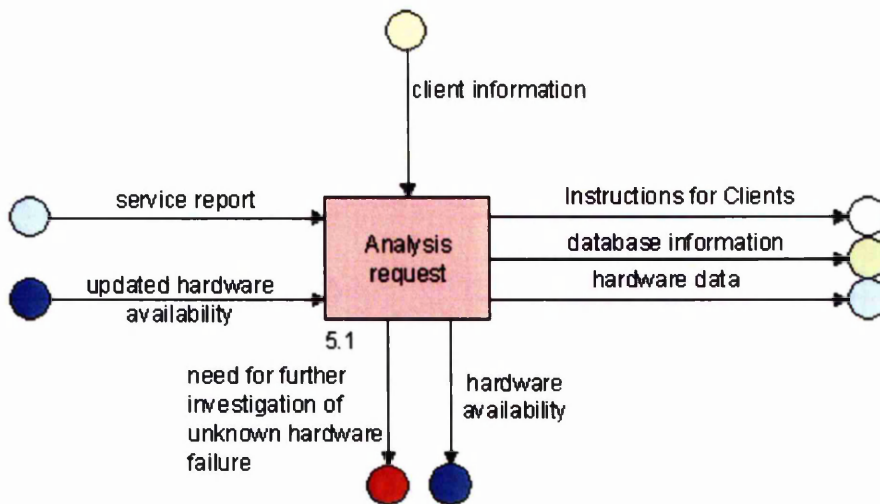 client information
service report
updated hardware
availability
Analysis
request
5.1
Instructions for Clients
database information
hardware data
need for further
investigation of
unknown hardware
failure
hardware
availability